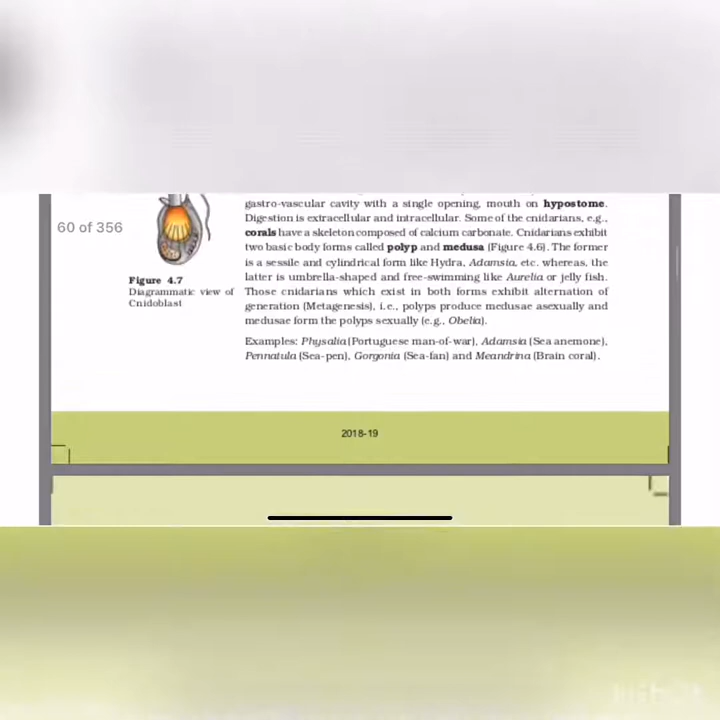 gastro-vascular cavity with a single opening, mouth on hypostome.
60 of 356
Digestion is extracellular and intracellular. Some of the cnidarians, e.g.,
corals have a skeleton composed of calcium carbonate. Cnidarians exhibit
two basic body forms called polyp and medusa (Figure 4.6). The former
is a sessile and cylindrical form like Hydra, Adamsia, etc. whereas, the
latter is umbrella-shaped and free-swimming like Aurelia or jelly fish.
Those cnidarians which exist in both forms exhibit alternation of
generation (Metagenesis), i.e., polyps produce medusae asexually and
medusae form the polyps sexually (e.g., Obelia).
Figure 4.7
Diagrammatic view of
Cnidoblast
Examples: Physalia (Portuguese man-of-war), Adamsia (Sea anemone),
Pennatula (Sea-pen), Gorgonia (Sea-fan) and Meandrina (Brain coral).
2018-19